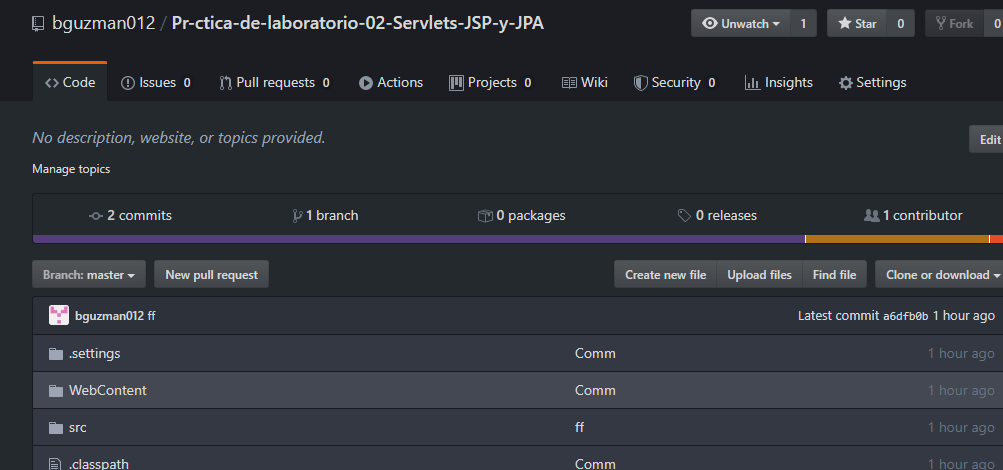 bguzman012 / Pr-ctica-de-laboratorio-02-Servlets-JSP-y-JPA
Unwatch 1 Star 0 Fork 0
Code Issues 0 Pull requests 0 Actions Projects 0 Wiki Security 0 Insights Settings
No description, website, or topics provided.
Edit
Manage topics
2 commits 1 branch 0 packages 0 releases 1 contributor
Branch: master New pull request Create new file Upload files Find file Clone or download
bguzman012 ff Latest commit a6dfb0b 1 hour ago
.settings Comm 1 hour ago
WebContent Comm 1 hour ago
src ff 1 hour ago
.classpath Comm 1 hour ago